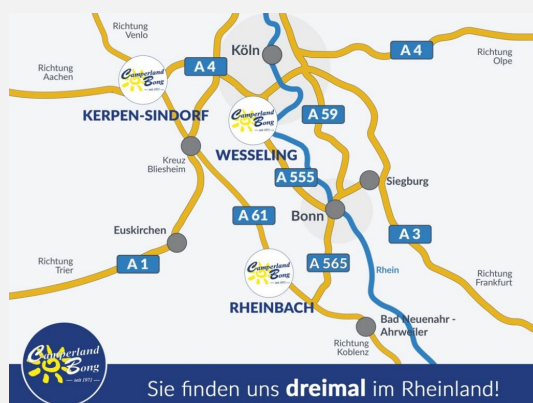 Richtung
Venlo
Köln
A 4
Richtung
Olpe
Richtung
Aachen
Camperland
Bong
seit 1971
A 4
KERPEN-SINDORF
Camperland
Bong
seit 1971
WESSELING
A 59
Kreuz
Bliesheim
A 555
Siegburg
A 61
Bonn
Euskirchen
A 3
Richtung
Trier
A 1
Camperland
Bong
seit 1971
A 565
Rhein
Richtung
Frankfurt
RHEINBACH
Bad Neuenahr -
Ahrweiler
Richtung
Koblenz
Camperland
Bong
seit 1971
Sie finden uns dreimal im Rheinland!